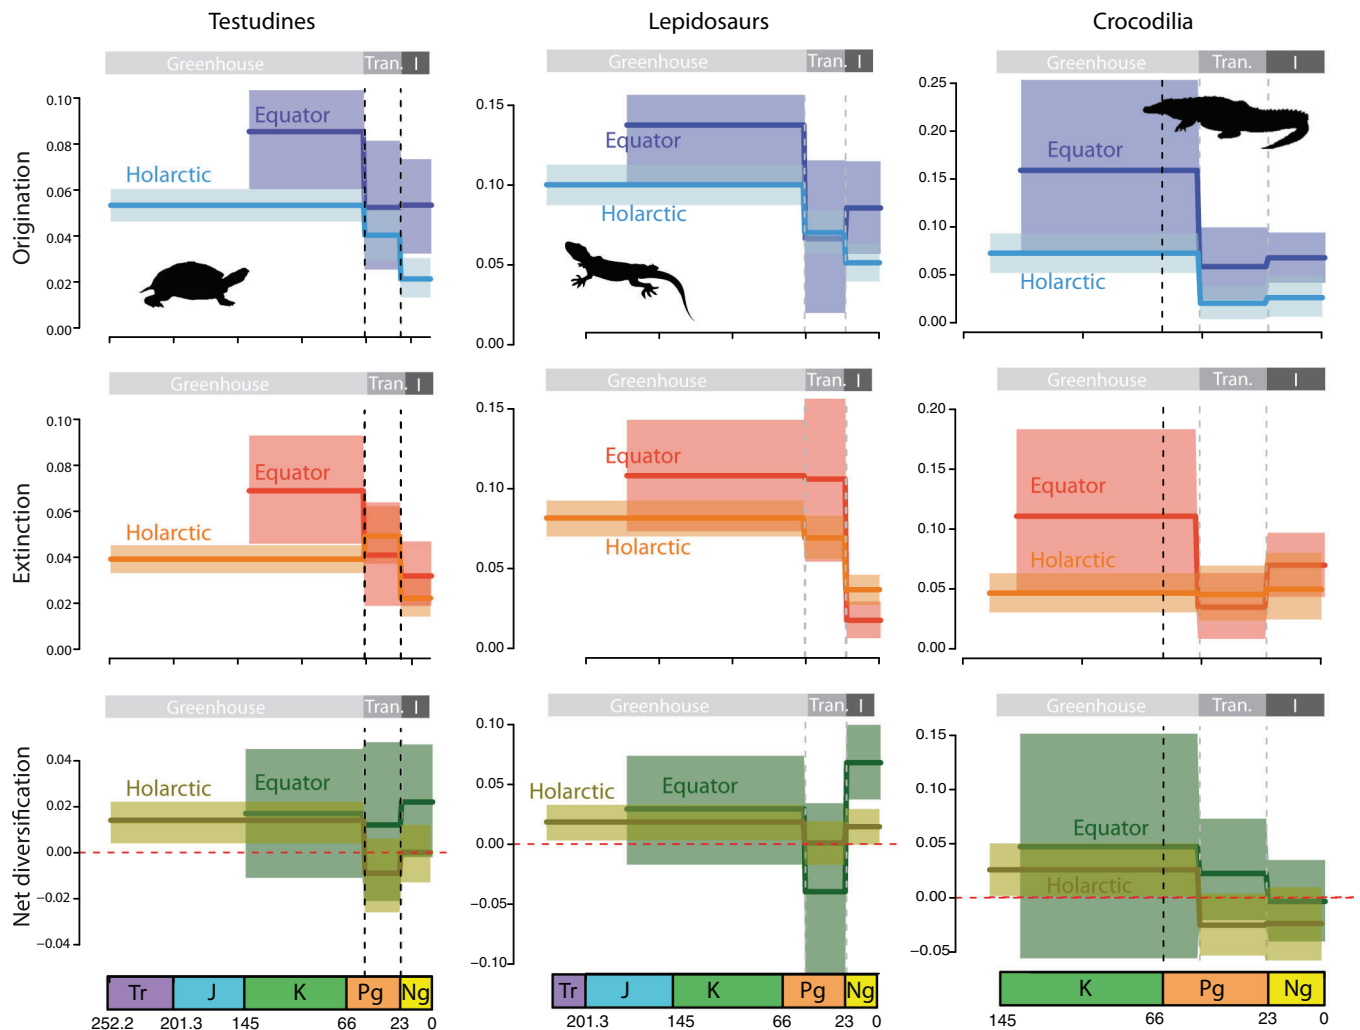 Testudines Lepidosaurs Crocodilia
Greenhouse Tran. I Greenhouse Tran. I Greenhouse Tran. I
Origination
0.10
0.08
0.06
0.04
0.02
0.00
Equator
Holarctic
0.15
0.10
0.05
0.00
Equator
Holarctic
0.25
0.20
0.15
0.10
0.05
0.00
Equator
Holarctic
Greenhouse Tran. I Greenhouse Tran. I Greenhouse Tran. I
Extinction
0.10
0.08
0.06
0.04
0.02
0.00
Equator
Holarctic
0.15
0.10
0.05
0.00
Equator
Holarctic
0.20
0.15
0.10
0.05
0.00
Equator
Holarctic
Greenhouse Tran. I Greenhouse Tran. I Greenhouse Tran. I
Net diversification
0.04
0.02
0.00
−0.02
−0.04
Holarctic Equator
0.10
0.05
0.00
−0.05
−0.10
Holarctic Equator
0.15
0.10
0.05
0.00
−0.05
Equator
Holarctic
Tr J K Pg Ng
252.2 201.3 145 66 23 0
Tr J K Pg Ng
201.3 145 66 23 0
K Pg Ng
145 66 23 0